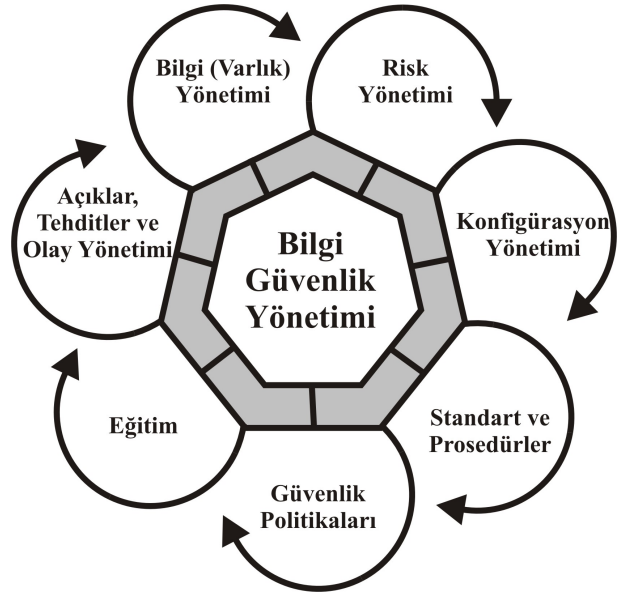 Bilgi (Varlık)
Yönetimi
Risk
Yönetimi
Konfigürasyon
Yönetimi
Standart ve
Prosedürler
Güvenlik
Politikaları
Eğitim
Açıklar,
Tehditler ve
Olay Yönetimi
Bilgi
Güvenlik
Yönetimi